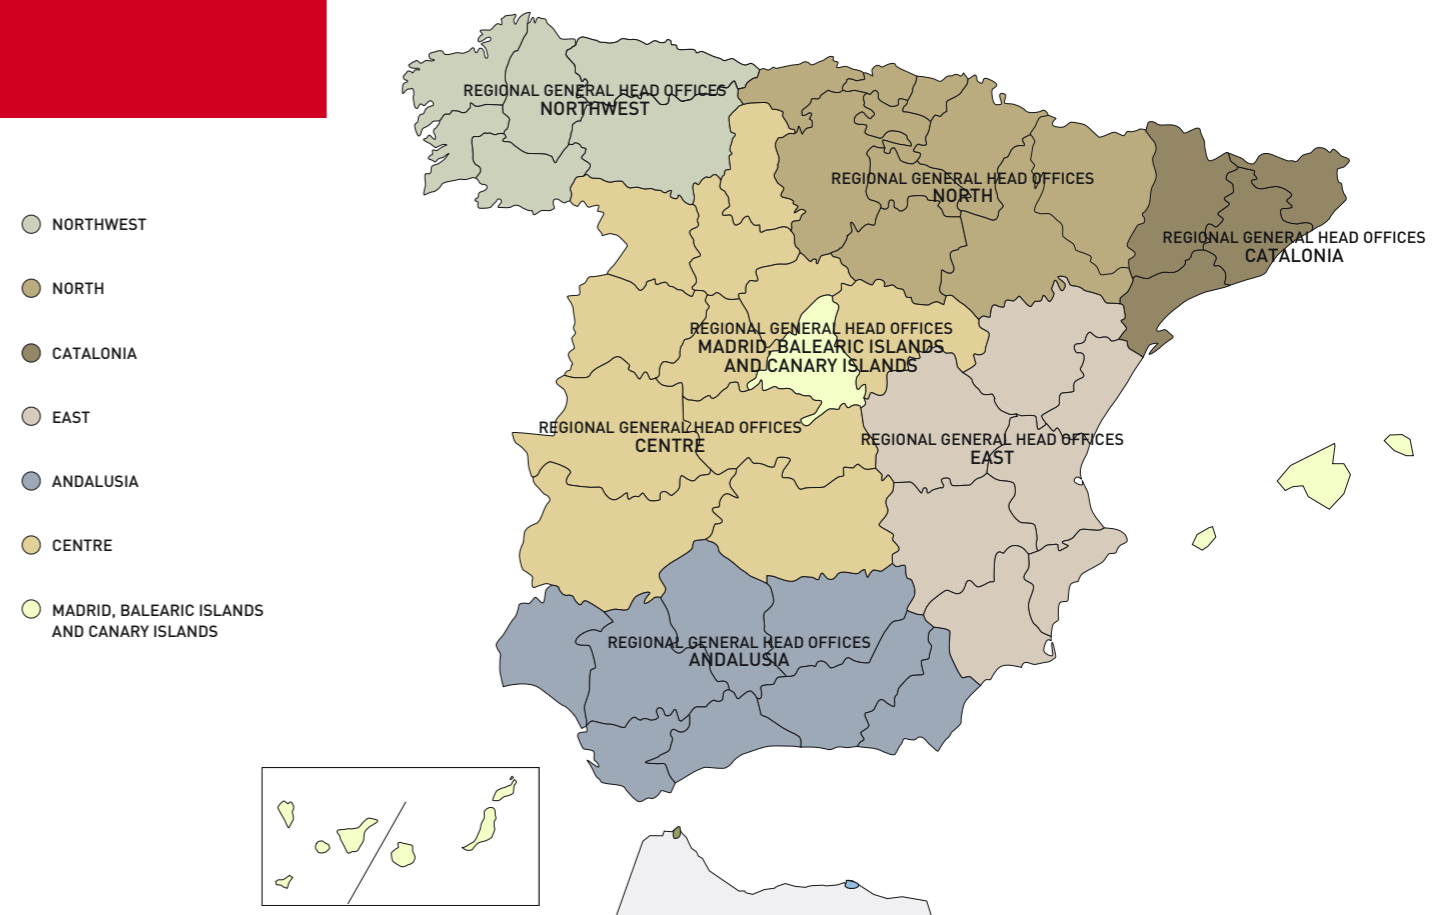 NORTHWEST
NORTH
CATALONIA
EAST
ANDALUSIA
CENTRE
MADRID, BALEARIC ISLANDS
AND CANARY ISLANDS
REGIONAL GENERAL HEAD OFFICES
NORTHWEST
REGIONAL GENERAL HEAD OFFICES
NORTH
REGIONAL GENERAL HEAD OFFICES
CATALONIA
REGIONAL GENERAL HEAD OFFICES
MADRID, BALEARIC ISLANDS
AND CANARY ISLANDS
REGIONAL GENERAL HEAD OFFICES
CENTRE
REGIONAL GENERAL HEAD OFFICES
EAST
REGIONAL GENERAL HEAD OFFICES
ANDALUSIA